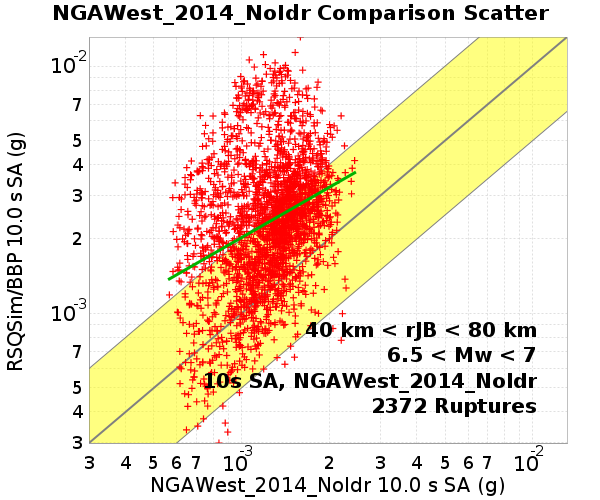 NGAWest_2014_NoIdr Comparison Scatter
RSQSim/BBP 10.0 s SA (g)
10-2
7
5
4
3
2
10-3
7
5
4
3
40 km < rJB < 80 km
6.5 < Mw < 7
10s SA, NGAWest_2014_NoIdr
2372 Ruptures
3 4 5 6 7 10-3 2 3 4 5 6 7 10-2
NGAWest_2014_NoIdr 10.0 s SA (g)